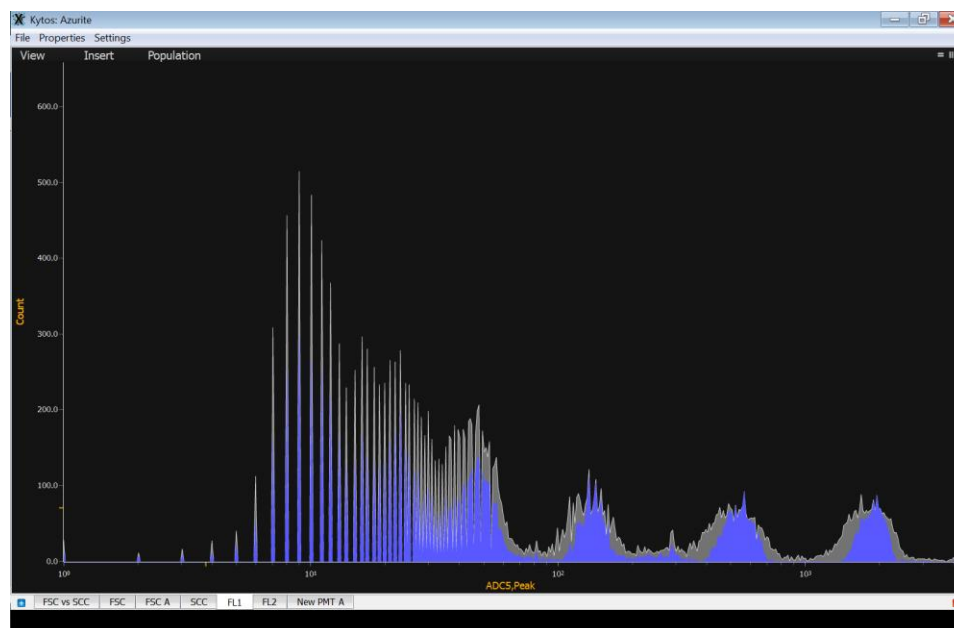 Kytos: Azurite
File Properties Settings
View Insert Population
600.0
500.0
400.0
300.0
200.0
100.0
0.0
Count
10⁰ 10¹ 10² 10³
ADC5,Peak
FSC vs SCC FSC FSC A SCC FL1 FL2 New PMT A